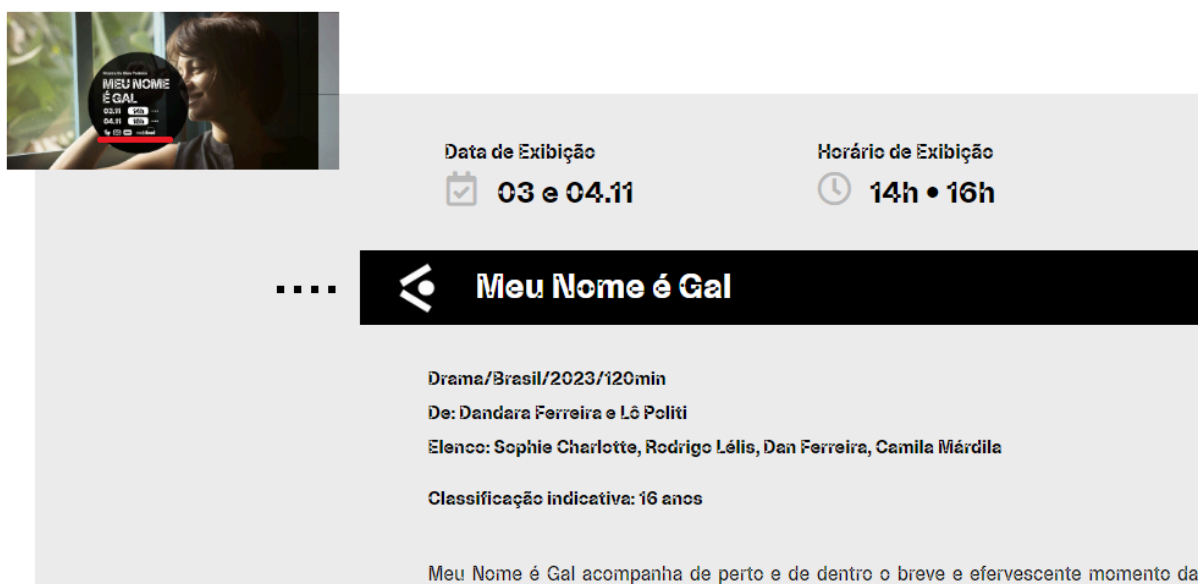 MEU NOME
É GAL
03.11 14h
04.11 16h
Data de Exibição
Horário de Exibição
03 e 04.11
14h • 16h
Meu Nome é Gal
Drama/Brasil/2023/120min
De: Dandara Ferreira e Lô Politi
Elenco: Sophie Charlotte, Rodrigo Lélis, Dan Ferreira, Camila Márdila
Classificação indicativa: 16 anos
Meu Nome é Gal acompanha de perto e de dentro o breve e efervescente momento da